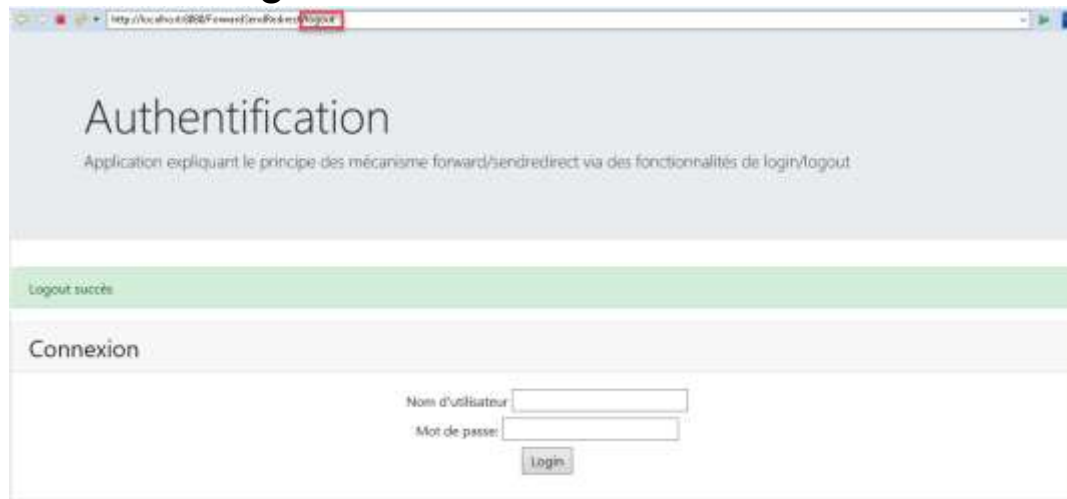 http://localhost:8080/ForwardSendRedirect/logout
Authentification
Application expliquant le principe des mécanisme forward/sendredirect via des fonctionnalités de login/logout
Logout succès
Connexion
Nom d'utilisateur
Mot de passe:
Login